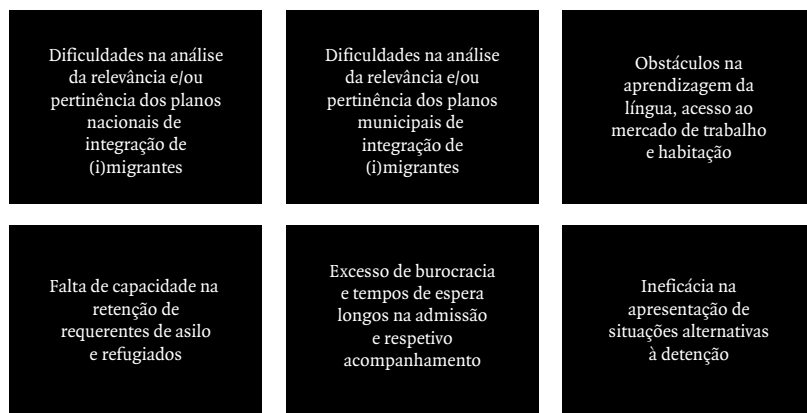 Dificuldades na análise
da relevância e/ou
pertinência dos planos
nacionais de
integração de
(i)migrantes
Dificuldades na análise
da relevância e/ou
pertinência dos planos
municipais de
integração de
(i)migrantes
Obstáculos na
aprendizagem da
língua, acesso ao
mercado de trabalho
e habitação
Falta de capacidade na
retenção de
requerentes de asilo
e refugiados
Excesso de burocracia
e tempos de espera
longos na admissão
e respetivo
acompanhamento
Ineficácia na
apresentação de
situações alternativas
à detenção